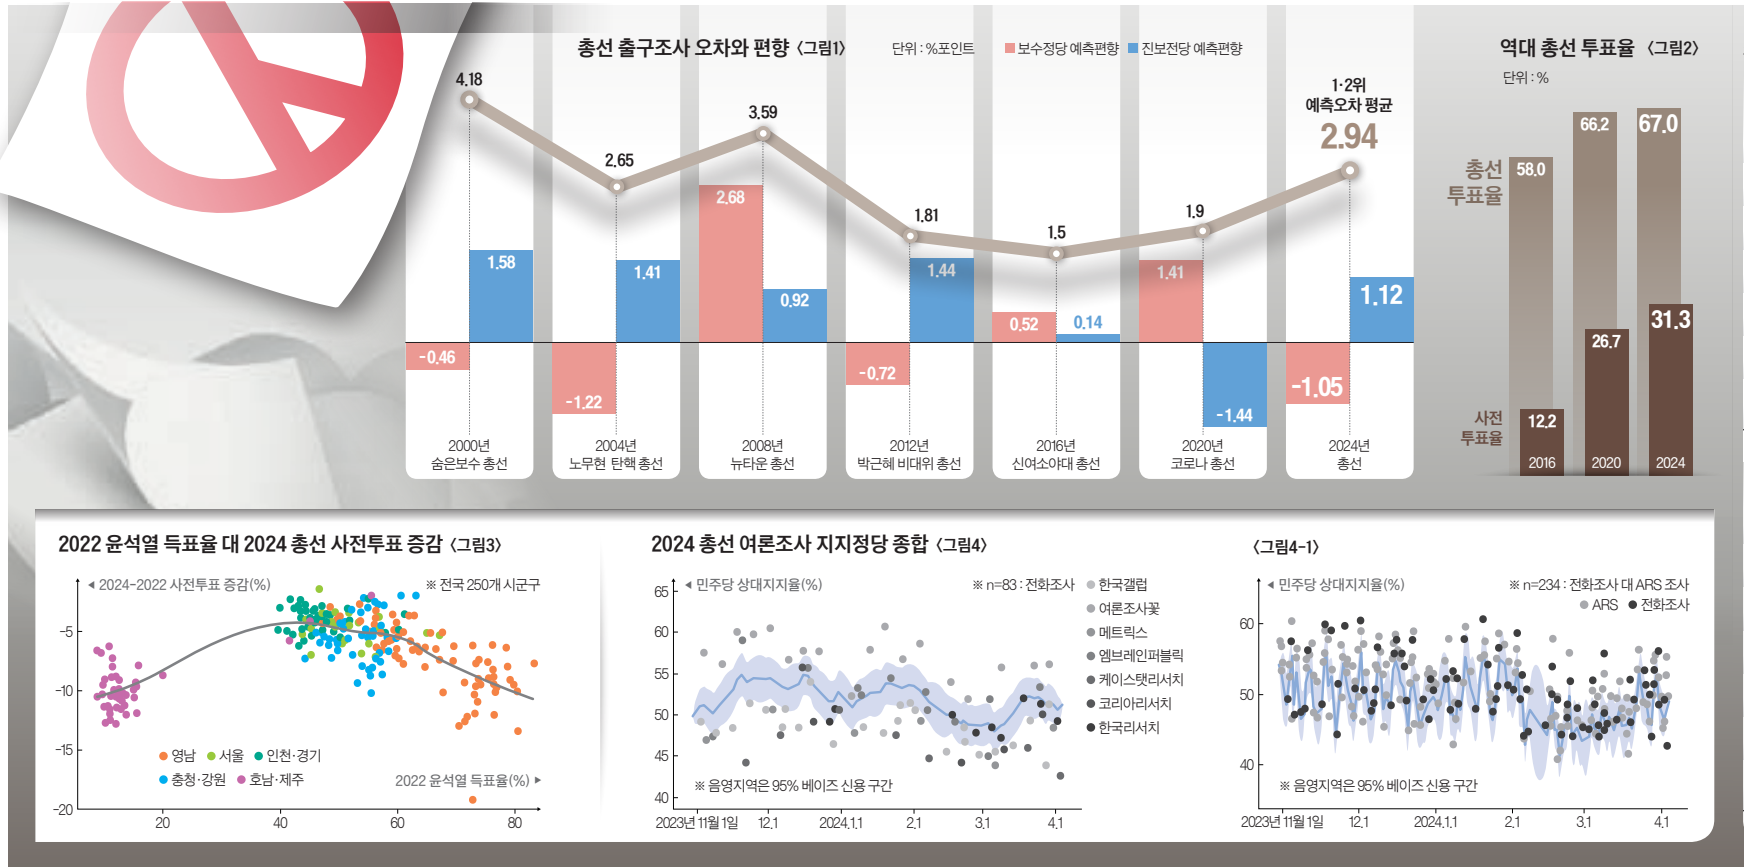 총선 출구조사 오차와 편향 〈그림1〉
단위 : %포인트
보수정당 예측편향
진보전당 예측편향
4.18
2.65
3.59
1.81
1.5
1.9
1·2위
예측오차 평균
2.94
1.58
1.41
2.68
0.92
1.44
0.52
0.14
1.41
1.12
-0.46
-1.22
-0.72
-1.44
-1.05
2000년
숨은보수 총선
2004년
노무현 탄핵 총선
2008년
뉴타운 총선
2012년
박근혜 비대위 총선
2016년
신여소야대 총선
2020년
코로나 총선
2024년
총선
역대 총선 투표율 〈그림2〉
단위 : %
총선
투표율
58.0
66.2
67.0
사전
투표율
12.2
26.7
31.3
2016
2020
2024
2022 윤석열 득표율 대 2024 총선 사전투표 증감 〈그림3〉
◀ 2024-2022 사전투표 증감(%)
※ 전국 250개 시군구
-5
-10
-15
-20
영남
서울
인천·경기
충청·강원
호남·제주
2022 윤석열 득표율(%) ▶
20
40
60
80
2024 총선 여론조사 지지정당 종합 〈그림4〉
◀ 민주당 상대지지율(%)
※ n=83 : 전화조사
한국갤럽
여론조사꽃
메트릭스
엠브레인퍼블릭
케이스탯리서치
코리아리서치
한국리서치
65
60
55
50
45
40
※ 음영지역은 95% 베이즈 신용 구간
2023년 11월 1일
12.1
2024.1.1
2.1
3.1
4.1
〈그림4-1〉
◀ 민주당 상대지지율(%)
※ n=234 : 전화조사 대 ARS 조사
ARS
전화조사
60
50
40
※ 음영지역은 95% 베이즈 신용 구간
2023년 11월 1일
12.1
2024.1.1
2.1
3.1
4.1